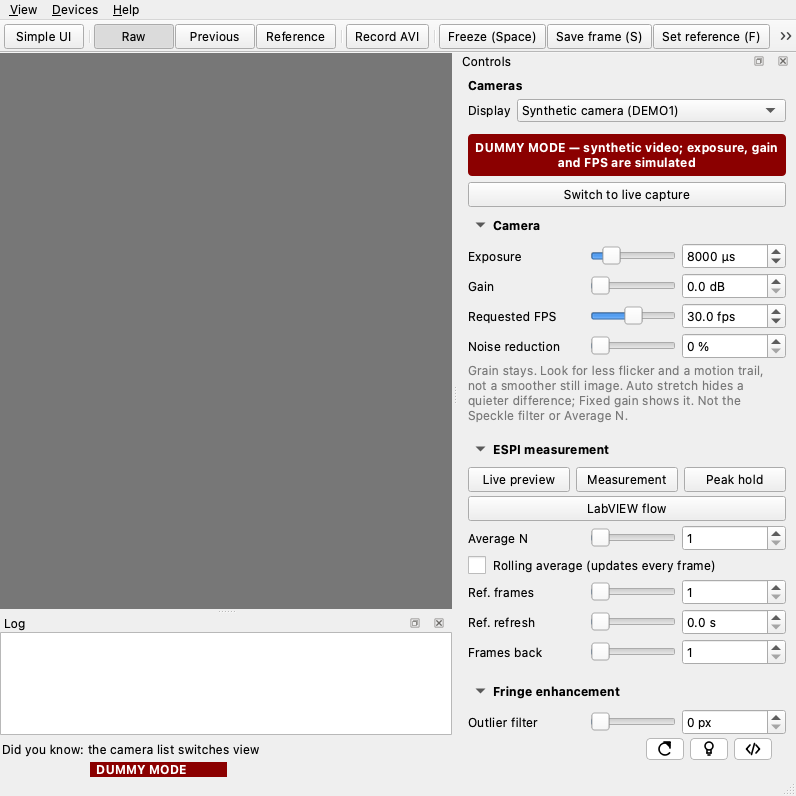 View Devices Help
Simple UI Raw Previous Reference Record AVI Freeze (Space) Save frame (S) Set reference (F) »
Controls
Cameras
Display Synthetic camera (DEMO1)
DUMMY MODE — synthetic video; exposure, gain
and FPS are simulated
Switch to live capture
Camera
Exposure 8000 µs
Gain 0.0 dB
Requested FPS 30.0 fps
Noise reduction 0 %
Grain stays. Look for less flicker and a motion trail,
not a smoother still image. Auto stretch hides a
quieter difference; Fixed gain shows it. Not the
Speckle filter or Average N.
ESPI measurement
Live preview Measurement Peak hold
LabVIEW flow
Average N 1
Rolling average (updates every frame)
Ref. frames 1
Ref. refresh 0.0 s
Frames back 1
Fringe enhancement
Outlier filter 0 px
Log
Did you know: the camera list switches view
DUMMY MODE